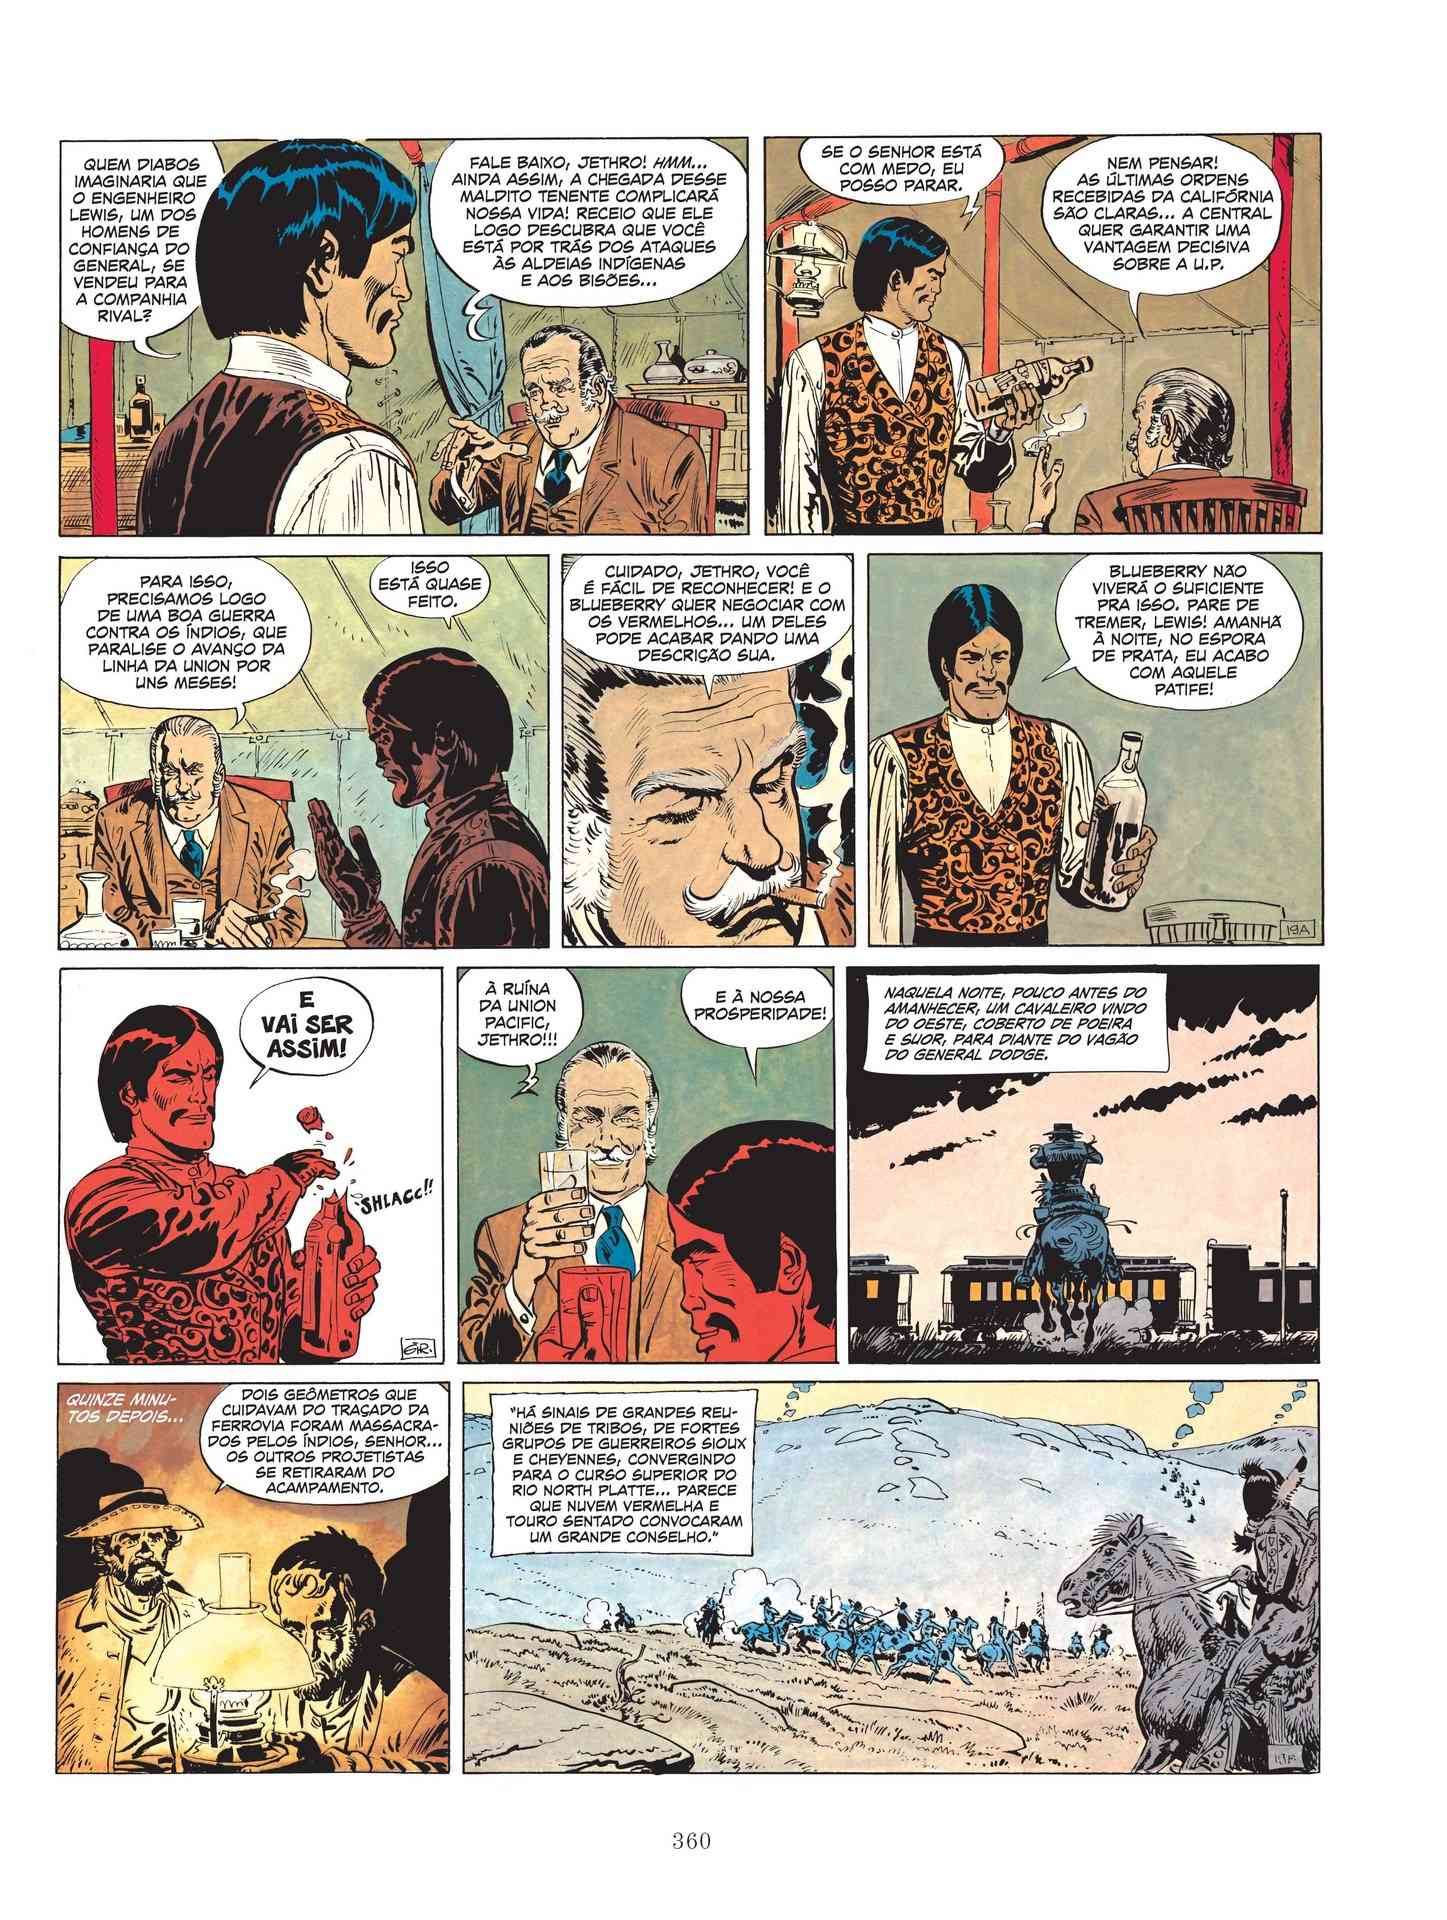 QUEM DIABOS
IMAGINARIA QUE
O ENGENHEIRO
LEWIS, UM DOS
HOMENS DE
CONFIANÇA DO
GENERAL, SE
VENDEU PARA
A COMPANHIA
RIVAL?
FALE BAIXO, JETHRO! HMM...
AINDA ASSIM, A CHEGADA DESSE
MALDITO TENENTE COMPLICARÁ
NOSSA VIDA! RECEIO QUE ELE
LOGO DESCUBRA QUE VOCÊ
ESTÁ POR TRÁS DOS ATAQUES
ÀS ALDEIAS INDÍGENAS
E AOS BISÕES...
SE O SENHOR ESTÁ
COM MEDO, EU
POSSO PARAR.
NEM PENSAR!
AS ÚLTIMAS ORDENS
RECEBIDAS DA CALIFÓRNIA
SÃO CLARAS... A CENTRAL
QUER GARANTIR UMA
VANTAGEM DECISIVA
SOBRE A U.P.
PARA ISSO,
PRECISAMOS LOGO
DE UMA BOA GUERRA
CONTRA OS ÍNDIOS, QUE
PARALISE O AVANÇO DA
LINHA DA UNION POR
UNS MESES!
ISSO
ESTÁ QUASE
FEITO.
CUIDADO, JETHRO, VOCÊ
É FÁCIL DE RECONHECER! E O
BLUEBERRY QUER NEGOCIAR COM
OS VERMELHOS... UM DELES
PODE ACABAR DANDO UMA
DESCRIÇÃO SUA.
BLUEBERRY NÃO
VIVERÁ O SUFICIENTE
PRA ISSO. PARE DE
TREMER, LEWIS! AMANHÃ
À NOITE, NO ESPORA
DE PRATA, EU ACABO
COM AQUELE
PATIFE!
19A
E
VAI SER
ASSIM!
SHLACC!!
GIR.
À RUÍNA
DA UNION
PACIFIC,
JETHRO!!!
E À NOSSA
PROSPERIDADE!
NAQUELA NOITE, POUCO ANTES DO
AMANHECER, UM CAVALEIRO VINDO
DO OESTE, COBERTO DE POEIRA
E SUOR, PARA DIANTE DO VAGÃO
DO GENERAL DODGE.
QUINZE MINU-
TOS DEPOIS...
DOIS GEÔMETROS QUE
CUIDAVAM DO TRAÇADO DA
FERROVIA FORAM MASSACRA-
DOS PELOS ÍNDIOS, SENHOR...
OS OUTROS PROJETISTAS
SE RETIRARAM DO
ACAMPAMENTO.
"HÁ SINAIS DE GRANDES REU-
NIÕES DE TRIBOS, DE FORTES
GRUPOS DE GUERREIROS SIOUX
E CHEYENNES, CONVERGINDO
PARA O CURSO SUPERIOR DO
RIO NORTH PLATTE... PARECE
QUE NUVEM VERMELHA E
TOURO SENTADO CONVOCARAM
UM GRANDE CONSELHO."
360